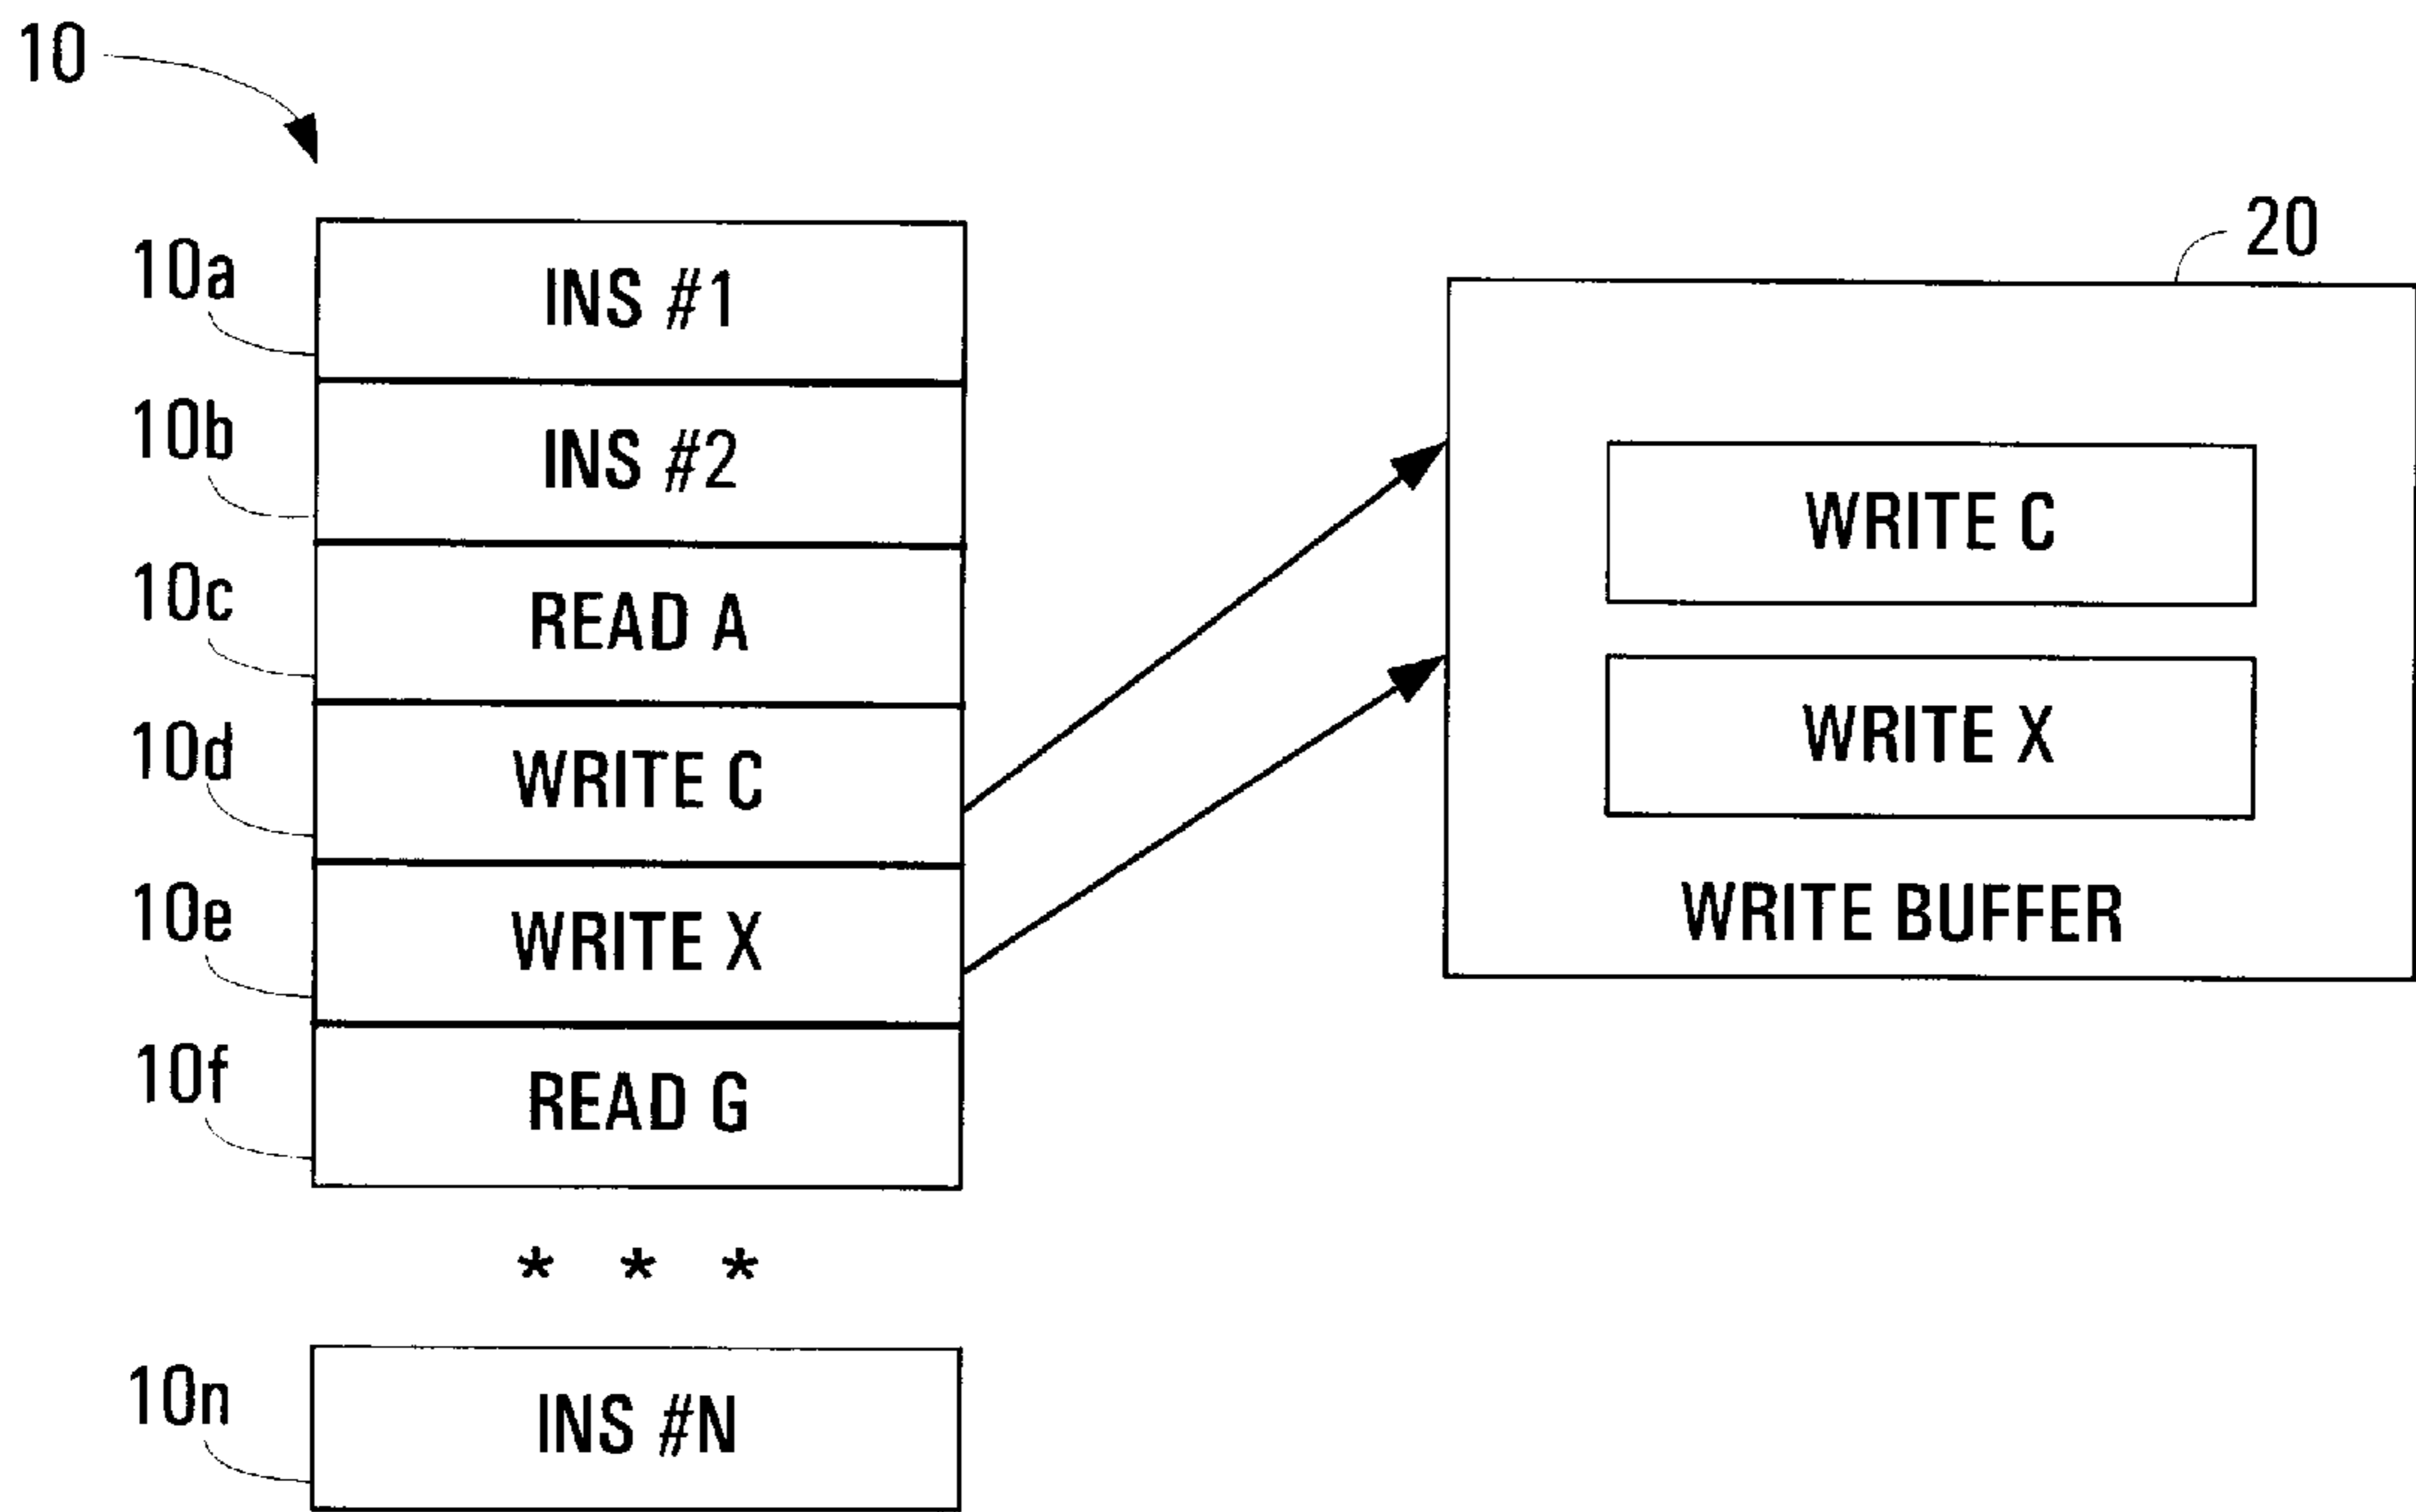 10
20
10a
INS #1
10b
INS #2
10c
READ A
10d
WRITE C
10e
WRITE X
10f
READ G
* * *
10n
INS #N
WRITE C
WRITE X
WRITE BUFFER